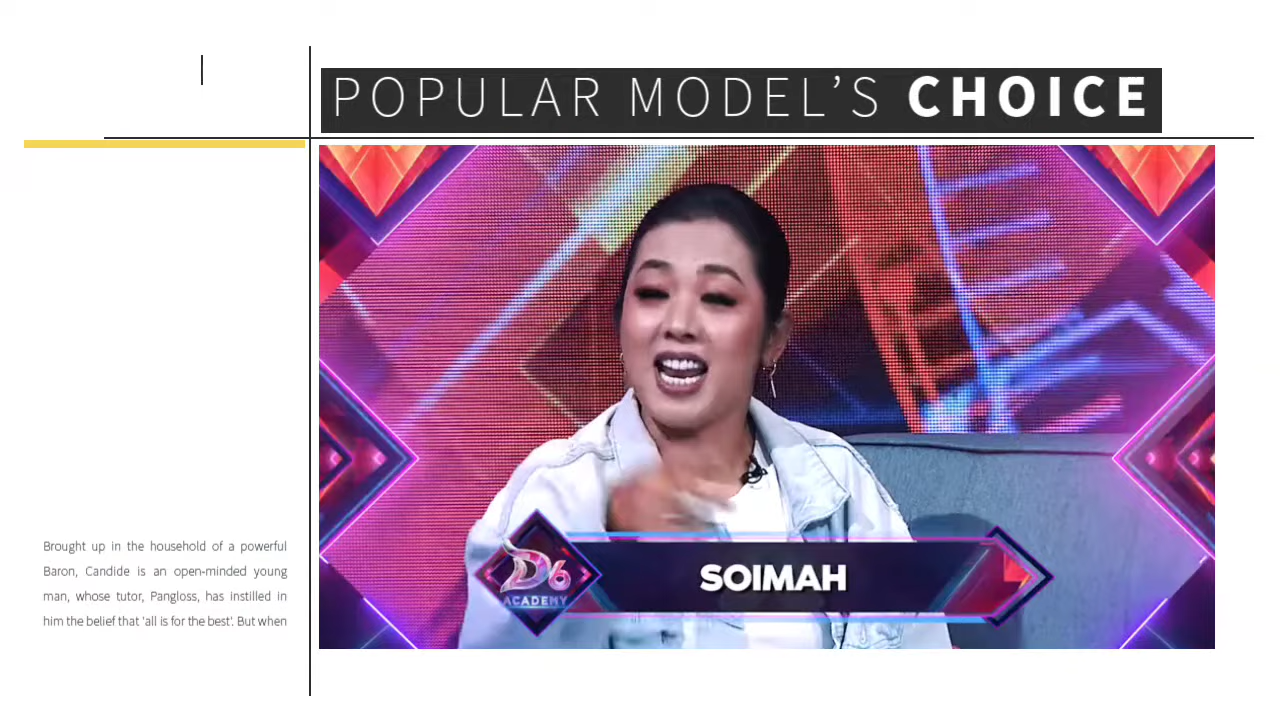 POPULAR MODEL’S CHOICE
D6
ACADEMY
SOIMAH
Brought up in the household of a powerful
Baron, Candide is an open-minded young
man, whose tutor, Pangloss, has instilled in
him the belief that 'all is for the best'. But when